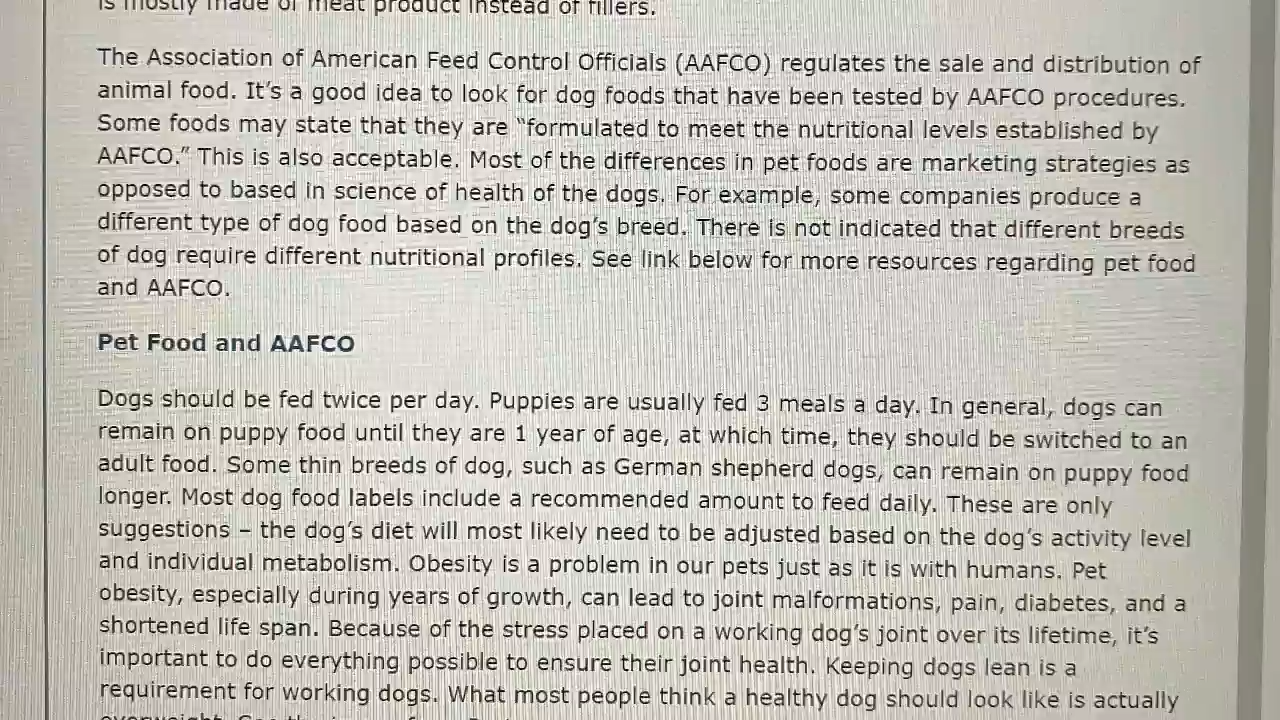 is mostly made of meat product instead of fillers.
The Association of American Feed Control Officials (AAFCO) regulates the sale and distribution of
animal food. It's a good idea to look for dog foods that have been tested by AAFCO procedures.
Some foods may state that they are “formulated to meet the nutritional levels established by
AAFCO.” This is also acceptable. Most of the differences in pet foods are marketing strategies as
opposed to based in science of health of the dogs. For example, some companies produce a
different type of dog food based on the dog's breed. There is not indicated that different breeds
of dog require different nutritional profiles. See link below for more resources regarding pet food
and AAFCO.
Pet Food and AAFCO
Dogs should be fed twice per day. Puppies are usually fed 3 meals a day. In general, dogs can
remain on puppy food until they are 1 year of age, at which time, they should be switched to an
adult food. Some thin breeds of dog, such as German shepherd dogs, can remain on puppy food
longer. Most dog food labels include a recommended amount to feed daily. These are only
suggestions – the dog's diet will most likely need to be adjusted based on the dog's activity level
and individual metabolism. Obesity is a problem in our pets just as it is with humans. Pet
obesity, especially during years of growth, can lead to joint malformations, pain, diabetes, and a
shortened life span. Because of the stress placed on a working dog's joint over its lifetime, it's
important to do everything possible to ensure their joint health. Keeping dogs lean is a
requirement for working dogs. What most people think a healthy dog should look like is actually